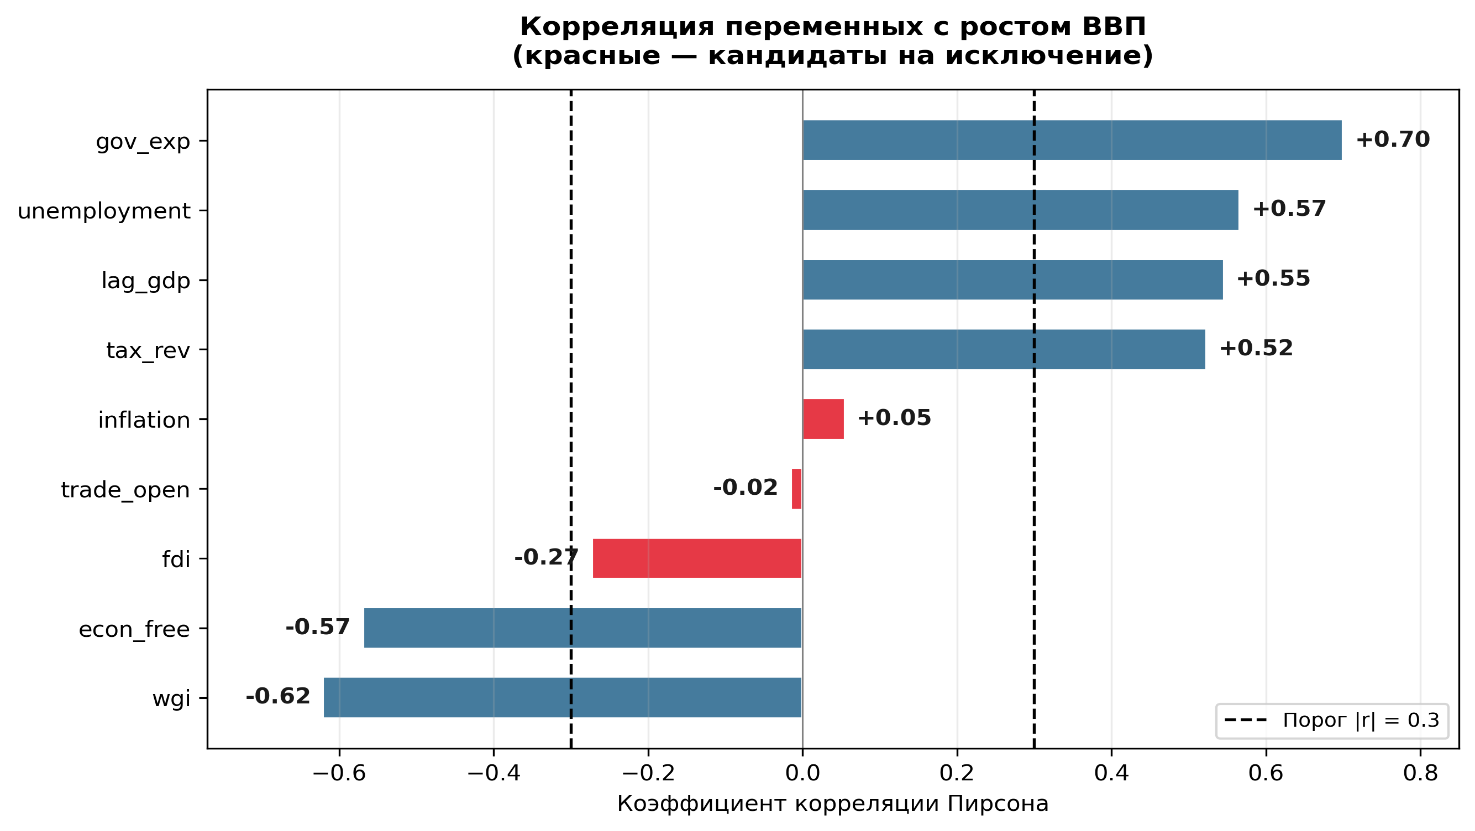 Корреляция переменных с ростом ВВП
(красные — кандидаты на исключение)
gov_exp
+0.70
unemployment
+0.57
lag_gdp
+0.55
tax_rev
+0.52
inflation
+0.05
trade_open
-0.02
fdi
-0.27
econ_free
-0.57
wgi
-0.62
Порог |r| = 0.3
−0.6 −0.4 −0.2 0.0 0.2 0.4 0.6 0.8
Коэффициент корреляции Пирсона